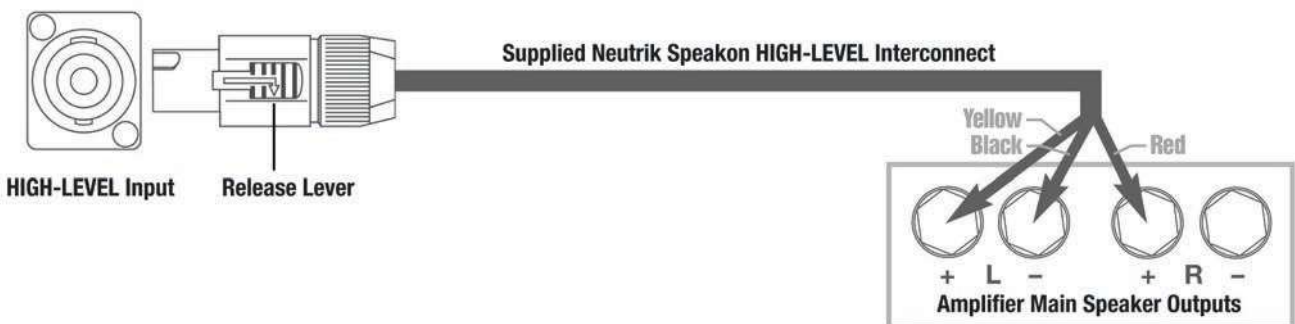 Supplied Neutrik Speakon HIGH-LEVEL Interconnect
Yellow
Black
Red
HIGH-LEVEL Input
Release Lever
+ L - + R -
Amplifier Main Speaker Outputs